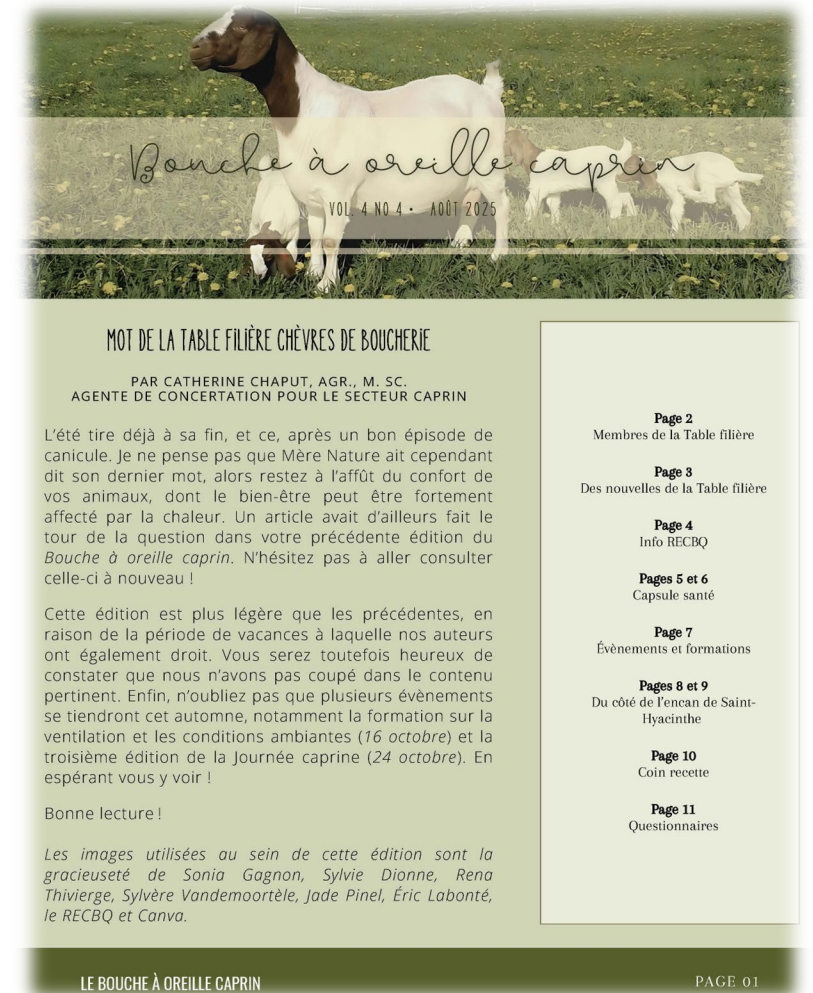 Bouche à oreille caprin
VOL. 4 NO 4 • AOÛT 2025
MOT DE LA TABLE FILIÈRE CHÈVRES DE BOUCHERIE
PAR CATHERINE CHAPUT, AGR., M. SC.
AGENTE DE CONCERTATION POUR LE SECTEUR CAPRIN
L'été tire déjà à sa fin, et ce, après un bon épisode de
canicule. Je ne pense pas que Mère Nature ait cependant
dit son dernier mot, alors restez à l'affût du confort de
vos animaux, dont le bien-être peut être fortement
affecté par la chaleur. Un article avait d'ailleurs fait le
tour de la question dans votre précédente édition du
Bouche à oreille caprin. N'hésitez pas à aller consulter
celle-ci à nouveau !
Cette édition est plus légère que les précédentes, en
raison de la période de vacances à laquelle nos auteurs
ont également droit. Vous serez toutefois heureux de
constater que nous n'avons pas coupé dans le contenu
pertinent. Enfin, n'oubliez pas que plusieurs évènements
se tiendront cet automne, notamment la formation sur la
ventilation et les conditions ambiantes (16 octobre) et la
troisième édition de la Journée caprine (24 octobre). En
espérant vous y voir !
Bonne lecture !
Les images utilisées au sein de cette édition sont la
gracieuseté de Sonia Gagnon, Sylvie Dionne, Rena
Thivierge, Sylvère Vandemoortèle, Jade Pinel, Éric Labonté,
le RECBQ et Canva.
Page 2
Membres de la Table filière
Page 3
Des nouvelles de la Table filière
Page 4
Info RECBQ
Pages 5 et 6
Capsule santé
Page 7
Évènements et formations
Pages 8 et 9
Du côté de l'encan de Saint-
Hyacinthe
Page 10
Coin recette
Page 11
Questionnaires
LE BOUCHE À OREILLE CAPRIN
PAGE 01